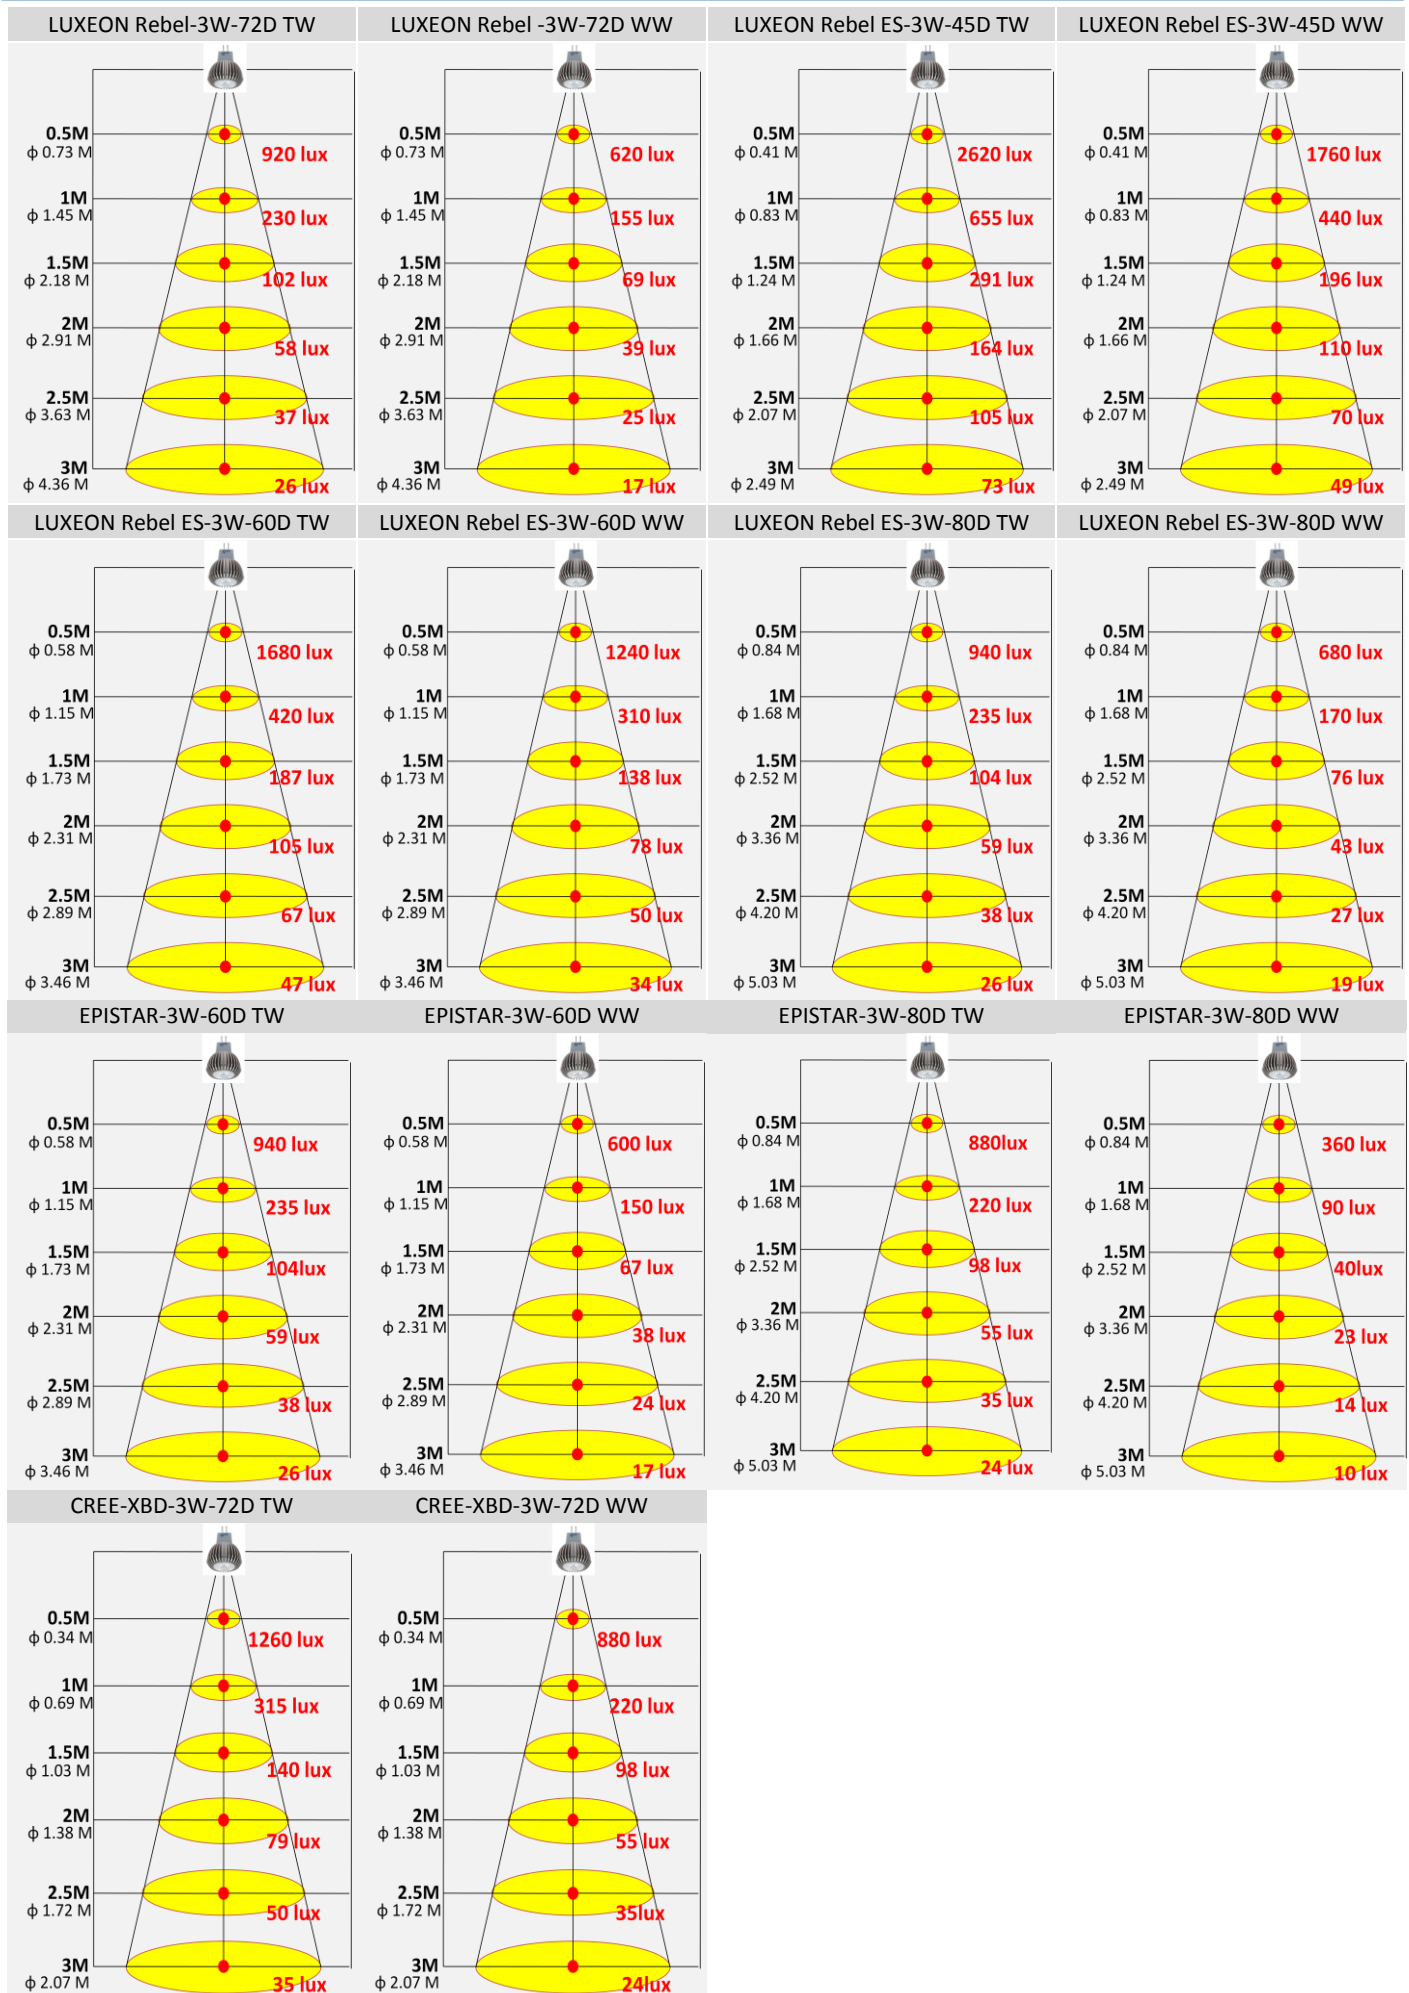 LUXEON Rebel-3W-72D TW
0.5M
ф 0.73 M
920 lux
1M
ф 1.45 M
230 lux
1.5M
ф 2.18 M
102 lux
2M
ф 2.91 M
58 lux
2.5M
ф 3.63 M
37 lux
3M
ф 4.36 M
26 lux
LUXEON Rebel -3W-72D WW
0.5M
ф 0.73 M
620 lux
1M
ф 1.45 M
155 lux
1.5M
ф 2.18 M
69 lux
2M
ф 2.91 M
39 lux
2.5M
ф 3.63 M
25 lux
3M
ф 4.36 M
17 lux
LUXEON Rebel ES-3W-45D TW
0.5M
ф 0.41 M
2620 lux
1M
ф 0.83 M
655 lux
1.5M
ф 1.24 M
291 lux
2M
ф 1.66 M
164 lux
2.5M
ф 2.07 M
105 lux
3M
ф 2.49 M
73 lux
LUXEON Rebel ES-3W-45D WW
0.5M
ф 0.41 M
1760 lux
1M
ф 0.83 M
440 lux
1.5M
ф 1.24 M
196 lux
2M
ф 1.66 M
110 lux
2.5M
ф 2.07 M
70 lux
3M
ф 2.49 M
49 lux
LUXEON Rebel ES-3W-60D TW
0.5M
ф 0.58 M
1680 lux
1M
ф 1.15 M
420 lux
1.5M
ф 1.73 M
187 lux
2M
ф 2.31 M
105 lux
2.5M
ф 2.89 M
67 lux
3M
ф 3.46 M
47 lux
LUXEON Rebel ES-3W-60D WW
0.5M
ф 0.58 M
1240 lux
1M
ф 1.15 M
310 lux
1.5M
ф 1.73 M
138 lux
2M
ф 2.31 M
78 lux
2.5M
ф 2.89 M
50 lux
3M
ф 3.46 M
34 lux
LUXEON Rebel ES-3W-80D TW
0.5M
ф 0.84 M
940 lux
1M
ф 1.68 M
235 lux
1.5M
ф 2.52 M
104 lux
2M
ф 3.36 M
59 lux
2.5M
ф 4.20 M
38 lux
3M
ф 5.03 M
26 lux
LUXEON Rebel ES-3W-80D WW
0.5M
ф 0.84 M
680 lux
1M
ф 1.68 M
170 lux
1.5M
ф 2.52 M
76 lux
2M
ф 3.36 M
43 lux
2.5M
ф 4.20 M
27 lux
3M
ф 5.03 M
19 lux
EPISTAR-3W-60D TW
0.5M
ф 0.58 M
940 lux
1M
ф 1.15 M
235 lux
1.5M
ф 1.73 M
104lux
2M
ф 2.31 M
59 lux
2.5M
ф 2.89 M
38 lux
3M
ф 3.46 M
26 lux
EPISTAR-3W-60D WW
0.5M
ф 0.58 M
600 lux
1M
ф 1.15 M
150 lux
1.5M
ф 1.73 M
67 lux
2M
ф 2.31 M
38 lux
2.5M
ф 2.89 M
24 lux
3M
ф 3.46 M
17 lux
EPISTAR-3W-80D TW
0.5M
ф 0.84 M
880lux
1M
ф 1.68 M
220 lux
1.5M
ф 2.52 M
98 lux
2M
ф 3.36 M
55 lux
2.5M
ф 4.20 M
35 lux
3M
ф 5.03 M
24 lux
EPISTAR-3W-80D WW
0.5M
ф 0.84 M
360 lux
1M
ф 1.68 M
90 lux
1.5M
ф 2.52 M
40lux
2M
ф 3.36 M
23 lux
2.5M
ф 4.20 M
14 lux
3M
ф 5.03 M
10 lux
CREE-XBD-3W-72D TW
0.5M
ф 0.34 M
1260 lux
1M
ф 0.69 M
315 lux
1.5M
ф 1.03 M
140 lux
2M
ф 1.38 M
79 lux
2.5M
ф 1.72 M
50 lux
3M
ф 2.07 M
35 lux
CREE-XBD-3W-72D WW
0.5M
ф 0.34 M
880 lux
1M
ф 0.69 M
220 lux
1.5M
ф 1.03 M
98 lux
2M
ф 1.38 M
55 lux
2.5M
ф 1.72 M
35lux
3M
ф 2.07 M
24lux